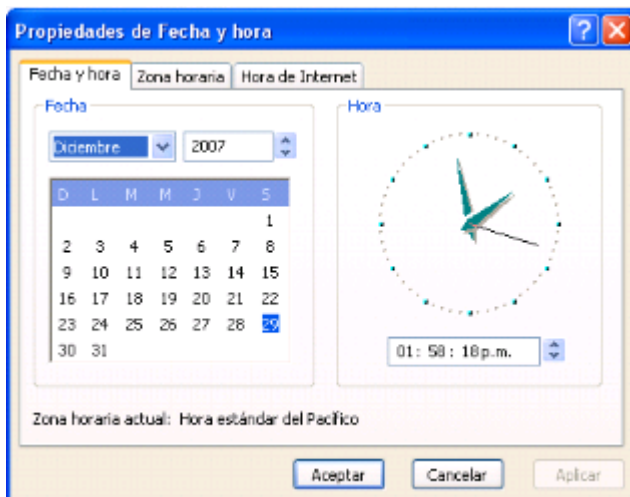 Propiedades de Fecha y hora
Fecha y hora Zona horaria Hora de Internet
Fecha
Diciembre 2007
D L M M J V S
1
2 3 4 5 6 7 8
9 10 11 12 13 14 15
16 17 18 19 20 21 22
23 24 25 26 27 28 29
30 31
Hora
01: 58: 18p.m.
Zona horaria actual: Hora estándar del Pacífico
Aceptar Cancelar Aplicar